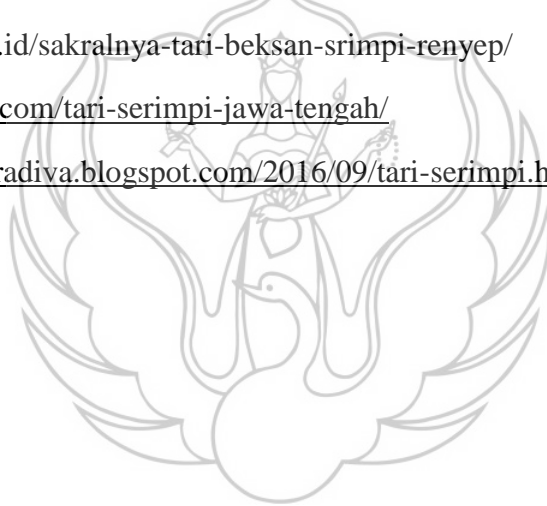 .id/sakralnya-tari-beksan-srimpi-renyep/
com/tari-serimpi-jawa-tengah/
radiva.blogspot.com/2016/09/tari-serimpi.h